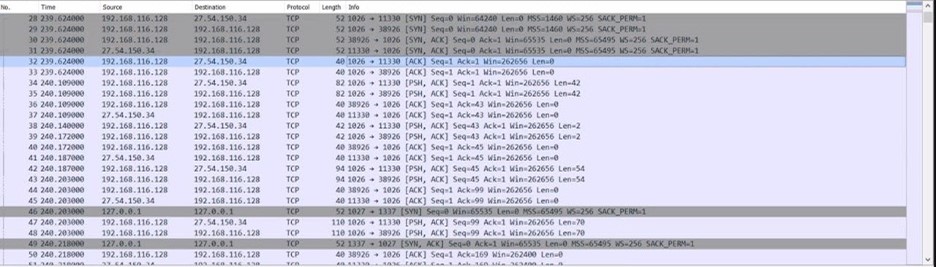 No. Time Source Destination Protocol Length Info
28 239.624000 192.168.116.128 27.54.150.34 TCP 52 1026 → 11330 [SYN] Seq=0 Win=64240 Len=0 MSS=1460 WS=256 SACK_PERM=1
29 239.624000 192.168.116.128 192.168.116.128 TCP 52 1026 → 38926 [SYN] Seq=0 Win=64240 Len=0 MSS=1460 WS=256 SACK_PERM=1
30 239.624000 192.168.116.128 192.168.116.128 TCP 52 38926 → 1026 [SYN, ACK] Seq=0 Ack=1 Win=65535 Len=0 MSS=65495 WS=256 SACK_PERM=1
31 239.624000 27.54.150.34 192.168.116.128 TCP 52 11330 → 1026 [SYN, ACK] Seq=0 Ack=1 Win=65535 Len=0 MSS=65495 WS=256 SACK_PERM=1
32 239.624000 192.168.116.128 27.54.150.34 TCP 40 1026 → 11330 [ACK] Seq=1 Ack=1 Win=262656 Len=0
33 239.624000 192.168.116.128 192.168.116.128 TCP 40 1026 → 38926 [ACK] Seq=1 Ack=1 Win=262656 Len=0
34 240.109000 192.168.116.128 27.54.150.34 TCP 82 1026 → 11330 [PSH, ACK] Seq=1 Ack=1 Win=262656 Len=42
35 240.109000 192.168.116.128 192.168.116.128 TCP 82 1026 → 38926 [PSH, ACK] Seq=1 Ack=1 Win=262656 Len=42
36 240.109000 192.168.116.128 192.168.116.128 TCP 40 38926 → 1026 [ACK] Seq=1 Ack=43 Win=262656 Len=0
37 240.109000 27.54.150.34 192.168.116.128 TCP 40 11330 → 1026 [ACK] Seq=1 Ack=43 Win=262656 Len=0
38 240.140000 192.168.116.128 27.54.150.34 TCP 42 1026 → 11330 [PSH, ACK] Seq=43 Ack=1 Win=262656 Len=2
39 240.172000 192.168.116.128 192.168.116.128 TCP 42 1026 → 38926 [PSH, ACK] Seq=43 Ack=1 Win=262656 Len=2
40 240.172000 192.168.116.128 192.168.116.128 TCP 40 38926 → 1026 [ACK] Seq=1 Ack=45 Win=262656 Len=0
41 240.187000 27.54.150.34 192.168.116.128 TCP 40 11330 → 1026 [ACK] Seq=1 Ack=45 Win=262656 Len=0
42 240.187000 192.168.116.128 27.54.150.34 TCP 94 1026 → 11330 [PSH, ACK] Seq=45 Ack=1 Win=262656 Len=54
43 240.203000 192.168.116.128 192.168.116.128 TCP 94 1026 → 38926 [PSH, ACK] Seq=45 Ack=1 Win=262656 Len=54
44 240.203000 192.168.116.128 192.168.116.128 TCP 40 38926 → 1026 [ACK] Seq=1 Ack=99 Win=262656 Len=0
45 240.203000 27.54.150.34 192.168.116.128 TCP 40 11330 → 1026 [ACK] Seq=1 Ack=99 Win=262656 Len=0
46 240.203000 127.0.0.1 127.0.0.1 TCP 52 1027 → 1337 [SYN] Seq=0 Win=65535 Len=0 MSS=65495 WS=256 SACK_PERM=1
47 240.203000 192.168.116.128 27.54.150.34 TCP 110 1026 → 11330 [PSH, ACK] Seq=99 Ack=1 Win=262656 Len=70
48 240.203000 192.168.116.128 192.168.116.128 TCP 110 1026 → 38926 [PSH, ACK] Seq=99 Ack=1 Win=262656 Len=70
49 240.218000 127.0.0.1 127.0.0.1 TCP 52 1337 → 1027 [SYN, ACK] Seq=0 Ack=1 Win=65535 Len=0 MSS=65495 WS=256 SACK_PERM=1
50 240.218000 192.168.116.128 192.168.116.128 TCP 40 38926 → 1026 [ACK] Seq=1 Ack=169 Win=262400 Len=0